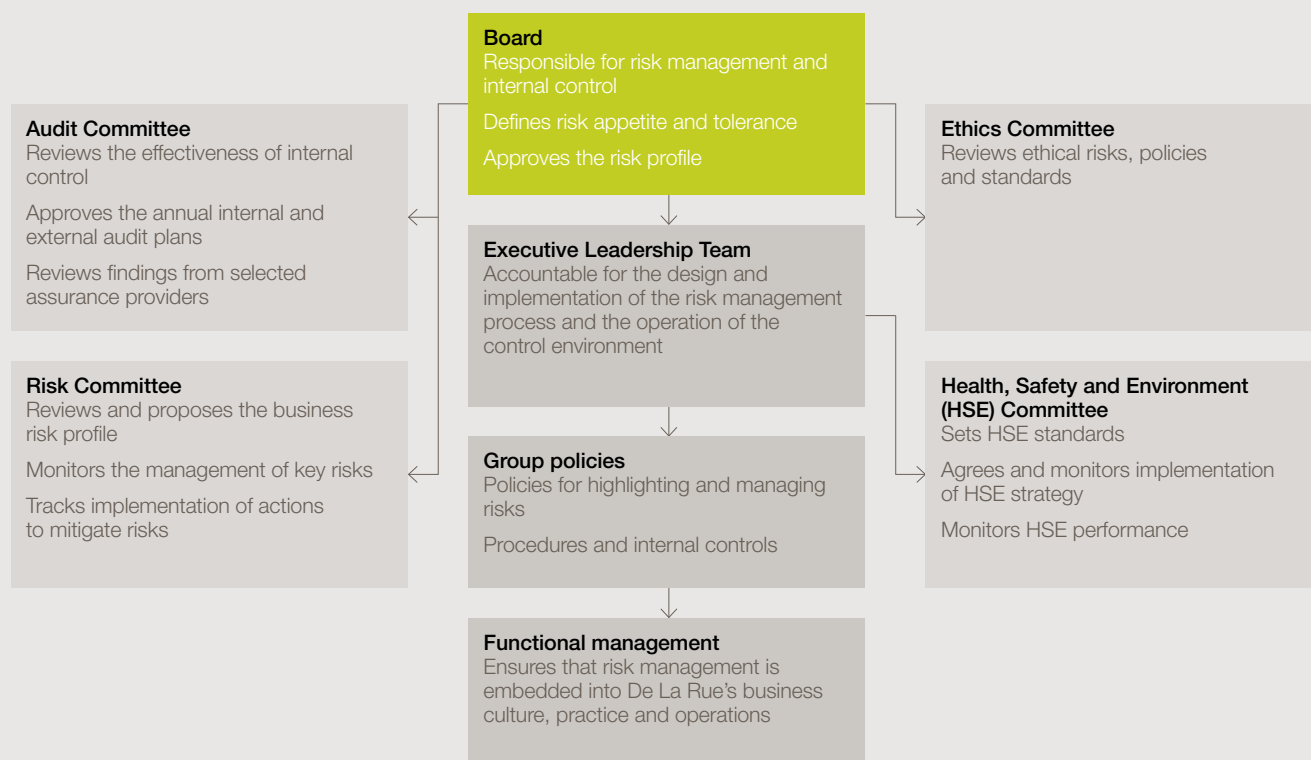 Board
Responsible for risk management and
internal control
Defines risk appetite and tolerance
Approves the risk profile
Audit Committee
Reviews the effectiveness of internal
control
Approves the annual internal and
external audit plans
Reviews findings from selected
assurance providers
Ethics Committee
Reviews ethical risks, policies
and standards
Executive Leadership Team
Accountable for the design and
implementation of the risk management
process and the operation of the
control environment
Risk Committee
Reviews and proposes the business
risk profile
Monitors the management of key risks
Tracks implementation of actions
to mitigate risks
Health, Safety and Environment
(HSE) Committee
Sets HSE standards
Agrees and monitors implementation
of HSE strategy
Monitors HSE performance
Group policies
Policies for highlighting and managing
risks
Procedures and internal controls
Functional management
Ensures that risk management is
embedded into De La Rue’s business
culture, practice and operations